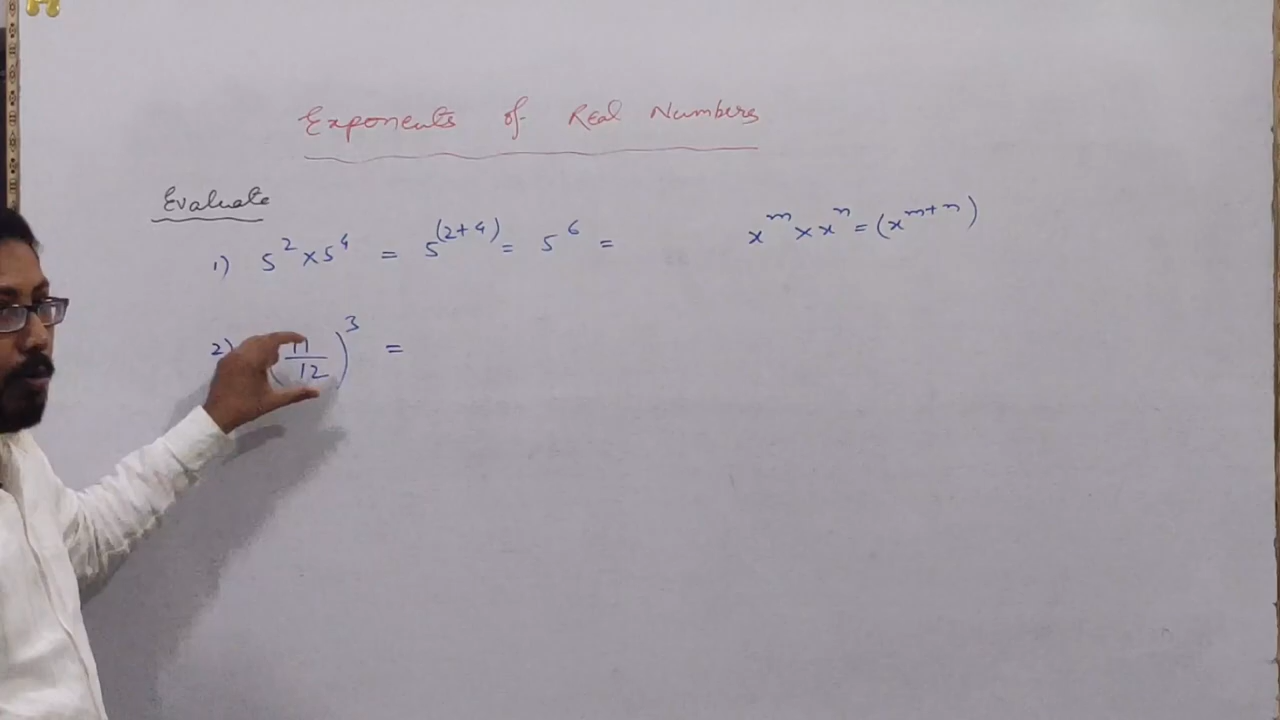 Exponents of Real Numbers
Evaluate
1) 5² × 5⁴ = 5⁽²⁺⁴⁾ = 5⁶ =
xᵐ × xⁿ = (xᵐ⁺ⁿ)
2) (11/12)³ =